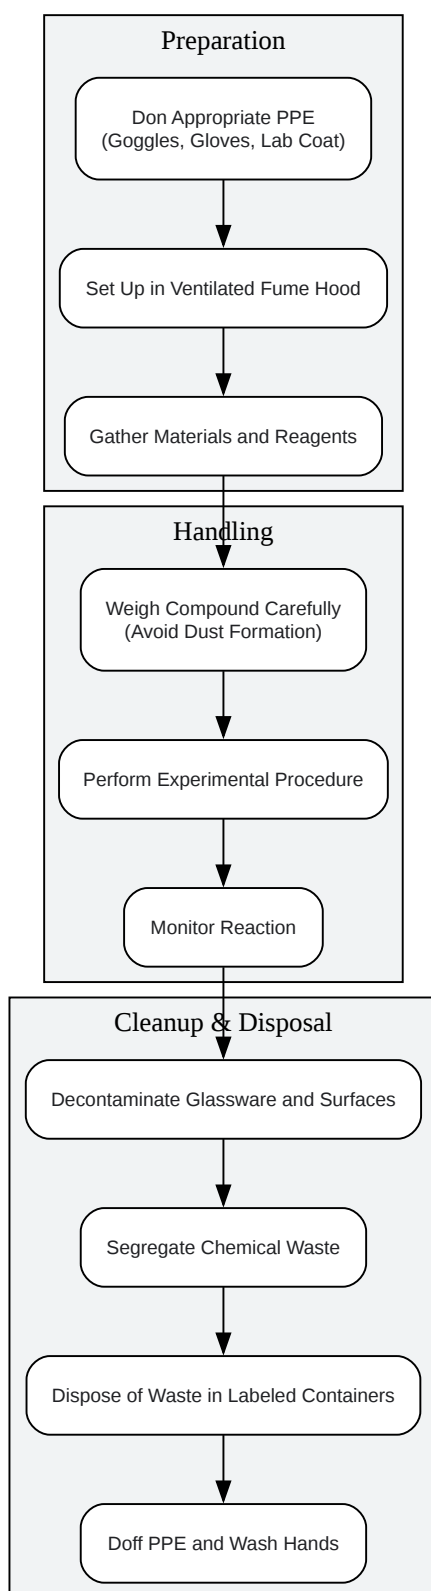 Preparation
Don Appropriate PPE
(Goggles, Gloves, Lab Coat)
Set Up in Ventilated Fume Hood
Gather Materials and Reagents
Handling
Weigh Compound Carefully
(Avoid Dust Formation)
Perform Experimental Procedure
Monitor Reaction
Cleanup & Disposal
Decontaminate Glassware and Surfaces
Segregate Chemical Waste
Dispose of Waste in Labeled Containers
Doff PPE and Wash Hands